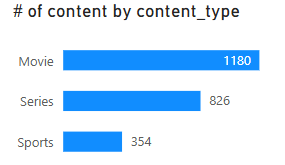 # of content by content_type
Movie 1180
Series 826
Sports 354